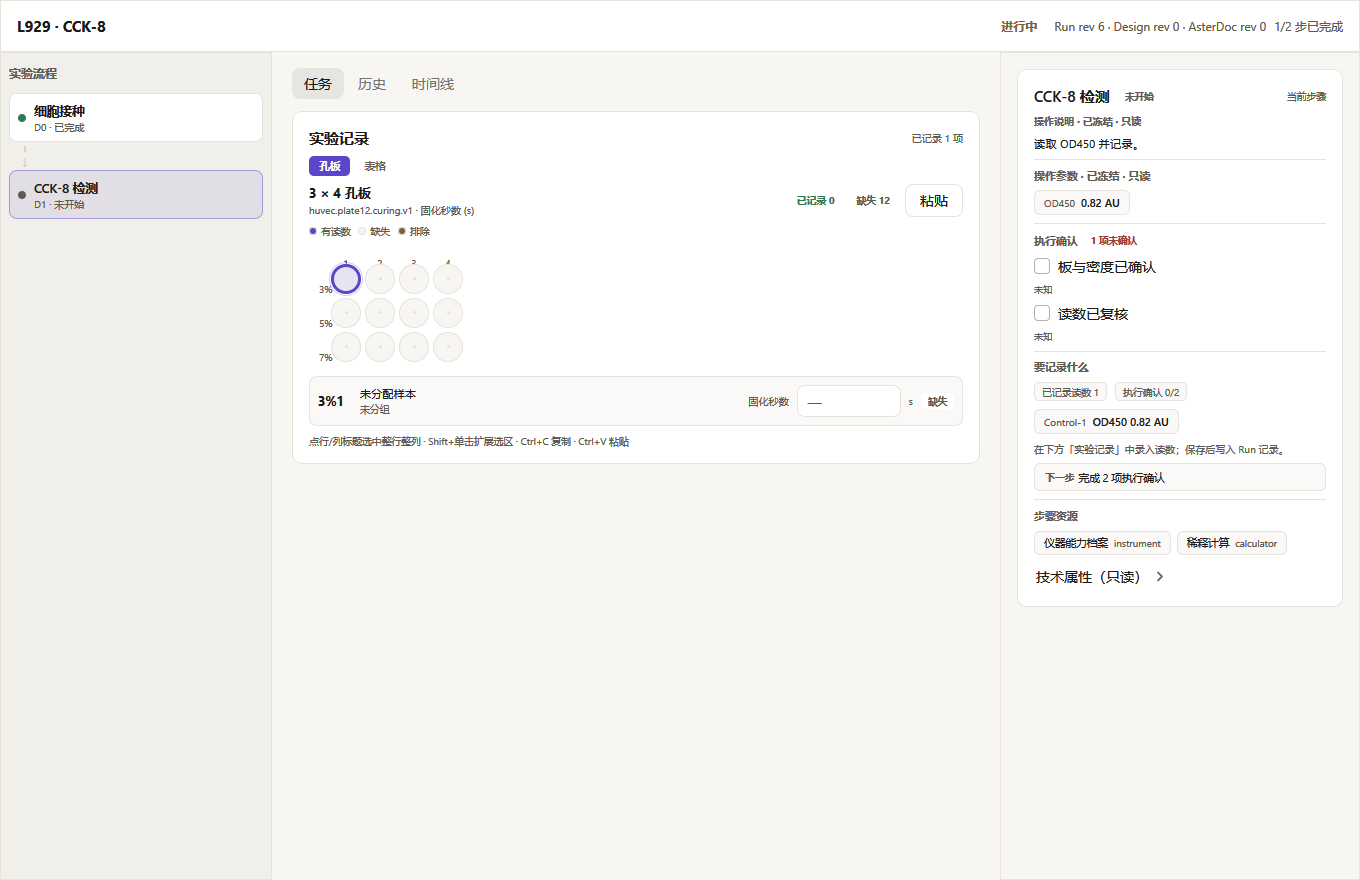 L929 · CCK-8
进行中 Run rev 6 · Design rev 0 · AsterDoc rev 0 1/2 步已完成
实验流程
细胞接种
D0 · 已完成
CCK-8 检测
D1 · 未开始
任务 历史 时间线
实验记录 已记录 1 项
孔板 表格
3 × 4 孔板
huvec.plate12.curing.v1 · 固化秒数 (s)
已记录 0 缺失 12 粘贴
有读数 缺失 排除
1 2 3 4
3%
5%
7%
3%1 未分配样本
未分组
固化秒数 — s 缺失
点行/列标题选中整行整列 · Shift+单击扩展选区 · Ctrl+C 复制 · Ctrl+V 粘贴
CCK-8 检测 未开始 当前步骤
操作说明 · 已冻结 · 只读
读取 OD450 并记录。
操作参数 · 已冻结 · 只读
OD450 0.82 AU
执行确认 1 项未确认
板与密度已确认
未知
读数已复核
未知
要记录什么
已记录读数 1 执行确认 0/2
Control-1 OD450 0.82 AU
在下方「实验记录」中录入读数；保存后写入 Run 记录。
下一步 完成 2 项执行确认
步骤资源
仪器能力档案 instrument 稀释计算 calculator
技术属性（只读）